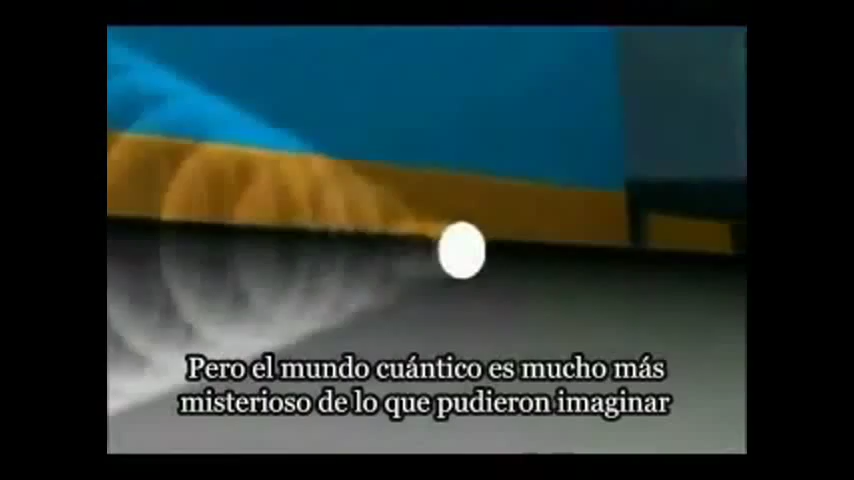 Pero el mundo cuántico es mucho más
misterioso de lo que pudieron imaginar